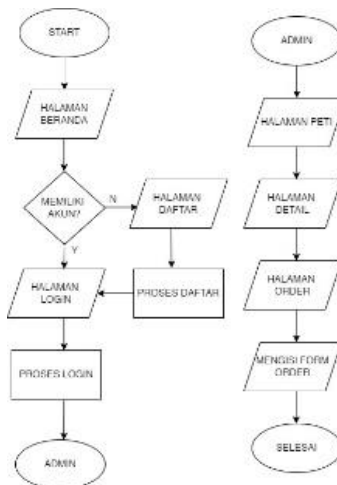 START
HALAMAN
BERANDA
MEMILIKI
AKUN?
N
HALAMAN
DAFTAR
Y
HALAMAN
LOGIN
PROSES DAFTAR
PROSES LOGIN
ADMIN
ADMIN
HALAMAN PETI
HALAMAN
DETAIL
HALAMAN
ORDER
MENGISI FORM
ORDER
SELESAI